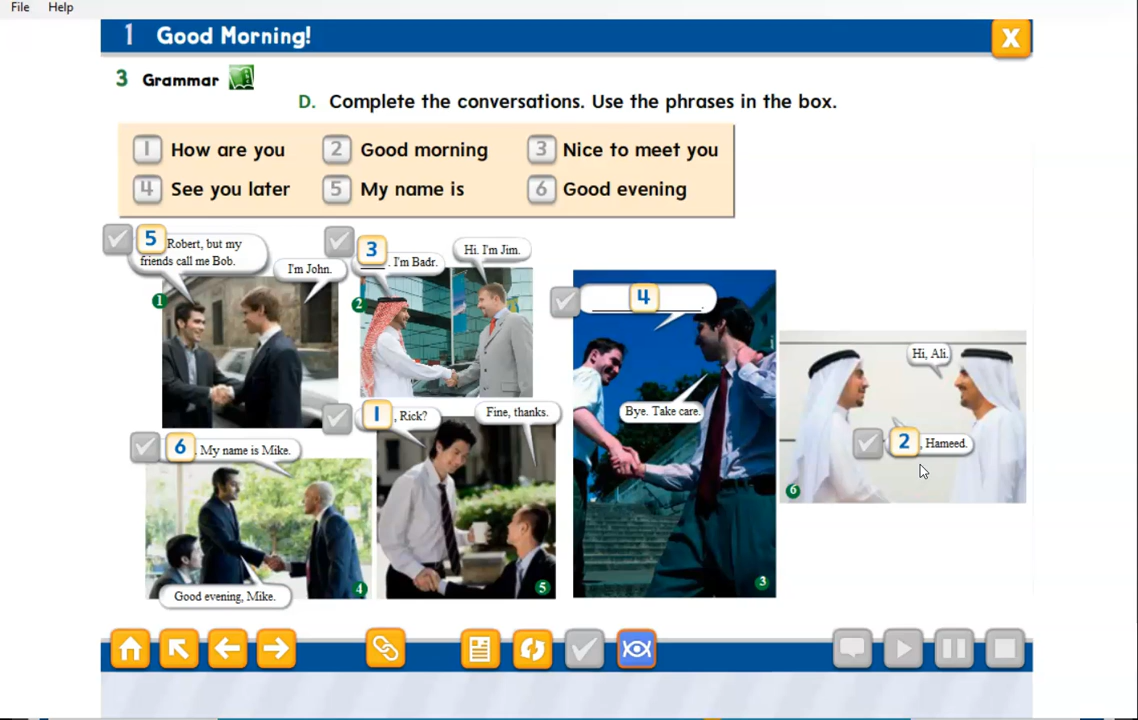 File Help
1 Good Morning!
X
3 Grammar
D. Complete the conversations. Use the phrases in the box.
1 How are you 2 Good morning 3 Nice to meet you
4 See you later 5 My name is 6 Good evening
5 Robert, but my
friends call me Bob.
I'm John.
1
3
____. I'm Badr.
Hi. I'm Jim.
2
4
Bye. Take care.
3
Hi, Ali.
2, Hameed.
6
6. My name is Mike.
Good evening, Mike.
4
1, Rick?
Fine, thanks.
5